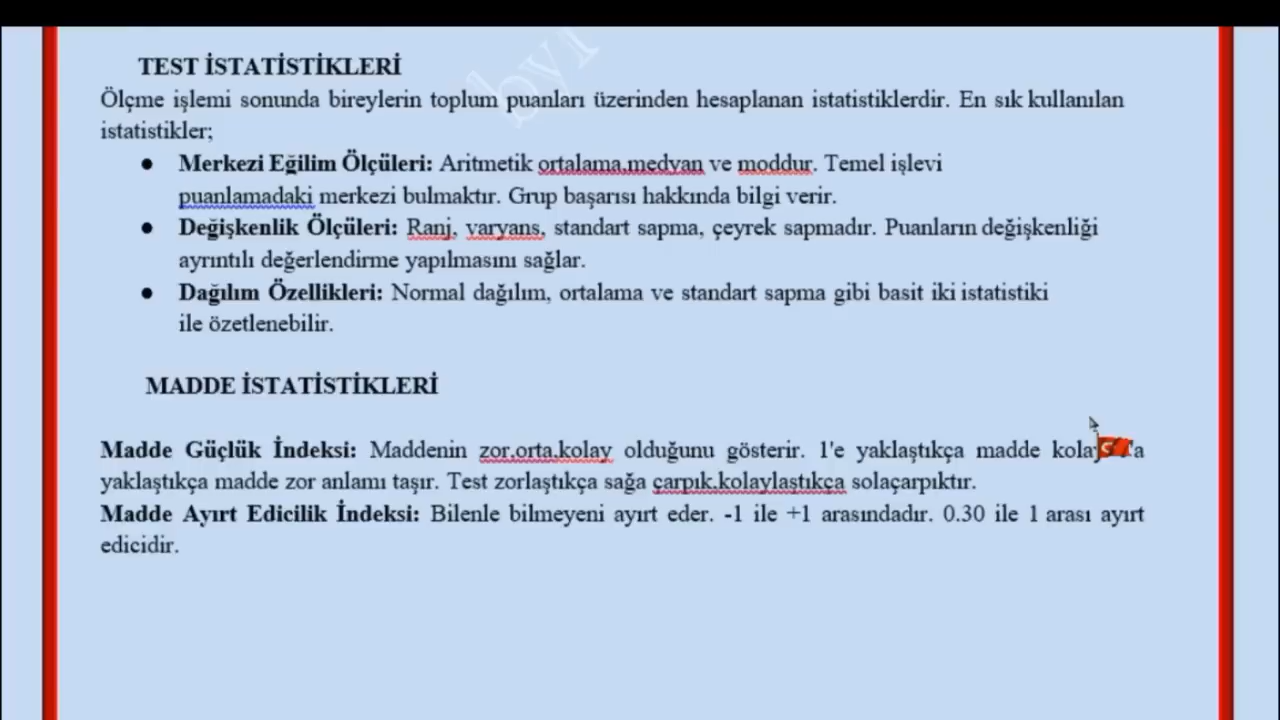 byr
TEST İSTATİSTİKLERİ
Ölçme işlemi sonunda bireylerin toplum puanları üzerinden hesaplanan istatistiklerdir. En sık kullanılan
istatistikler;
● Merkezi Eğilim Ölçüleri: Aritmetik ortalama,medyan ve moddur. Temel işlevi
puanlamadaki merkezi bulmaktır. Grup başarısı hakkında bilgi verir.
● Değişkenlik Ölçüleri: Ranj, varyans, standart sapma, çeyrek sapmadır. Puanların değişkenliği
ayrıntılı değerlendirme yapılmasını sağlar.
● Dağılım Özellikleri: Normal dağılım, ortalama ve standart sapma gibi basit iki istatistiki
ile özetlenebilir.
MADDE İSTATİSTİKLERİ
Madde Güçlük İndeksi: Maddenin zor,orta,kolay olduğunu gösterir. 1'e yaklaştıkça madde
yaklaştıkça madde zor anlamı taşır. Test zorlaştıkça sağa çarpık,kolaylaştıkça solaçarpıktır.
Madde Ayırt Edicilik İndeksi: Bilenle bilmeyeni ayırt eder. -1 ile +1 arasındadır. 0.30 ile 1 arası ayırt
edicidir.